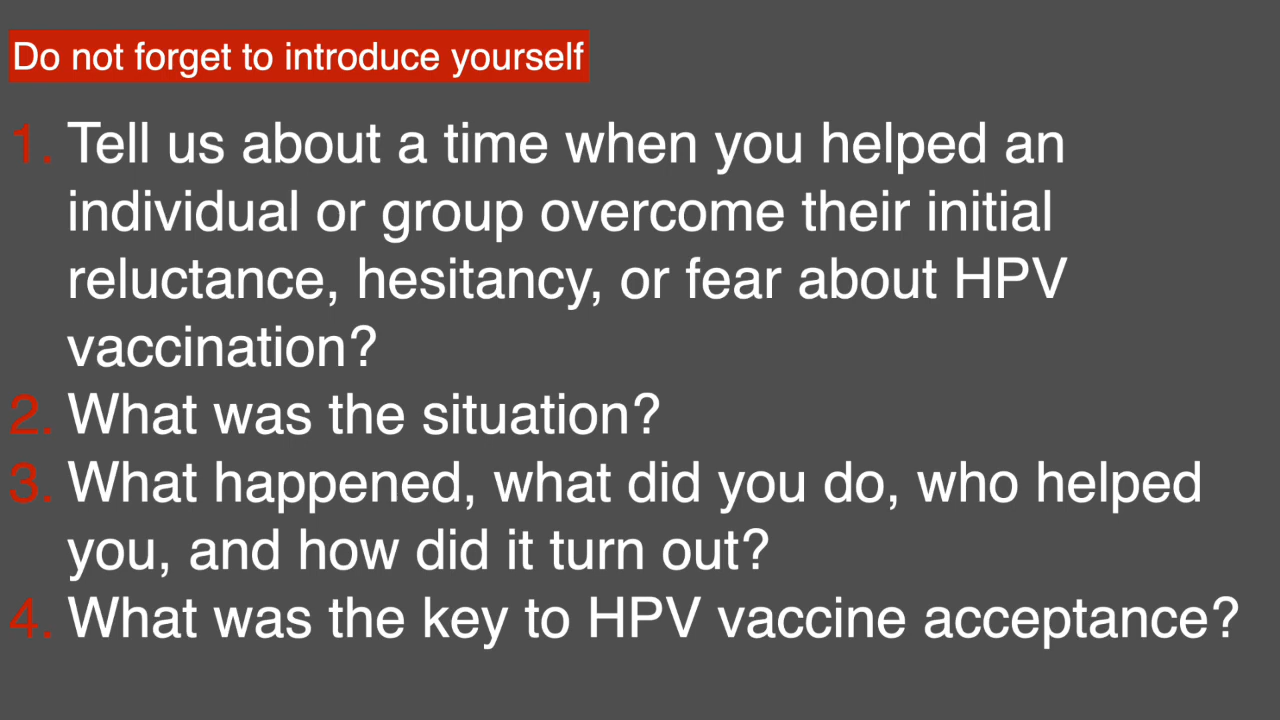 Do not forget to introduce yourself
1. Tell us about a time when you helped an
individual or group overcome their initial
reluctance, hesitancy, or fear about HPV
vaccination?
2. What was the situation?
3. What happened, what did you do, who helped
you, and how did it turn out?
4. What was the key to HPV vaccine acceptance?